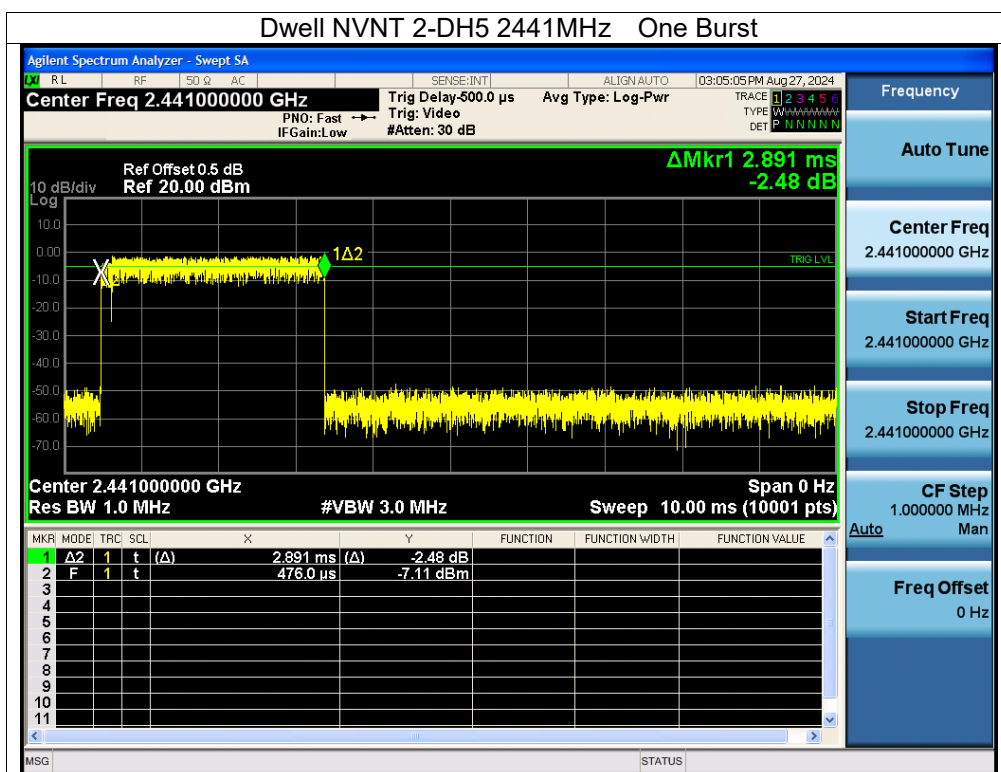 Dwell NVNT 2-DH5 2441MHz One Burst
Agilent Spectrum Analyzer - Swept SA
LXI RL RF 50 Ω AC SENSE:INT ALIGN AUTO 03:05:05 PM Aug 27, 2024
Center Freq 2.441000000 GHz Trig Delay-500.0 µs Avg Type: Log-Pwr TRACE 1 2 3 4 5 6
PNO: Fast Trig: Video TYPE WWWWWW
IFGain:Low #Atten: 30 dB DET P N N N N N
ΔMkr1 2.891 ms
-2.48 dB
Ref Offset 0.5 dB
10 dB/div Ref 20.00 dBm
Log
10.0
0.00
-10.0
-20.0
-30.0
-40.0
-50.0
-60.0
-70.0
1Δ2
TRIG LVL
Center 2.441000000 GHz Span 0 Hz
Res BW 1.0 MHz #VBW 3.0 MHz Sweep 10.00 ms (10001 pts)
MKR MODE TRC SCL X Y FUNCTION FUNCTION WIDTH FUNCTION VALUE
1 Δ2 1 t (Δ) 2.891 ms (Δ) -2.48 dB
2 F 1 t 476.0 µs -7.11 dBm
3
4
5
6
7
8
9
10
11
MSG STATUS
Frequency
Auto Tune
Center Freq
2.441000000 GHz
Start Freq
2.441000000 GHz
Stop Freq
2.441000000 GHz
CF Step
1.000000 MHz
Auto Man
Freq Offset
0 Hz